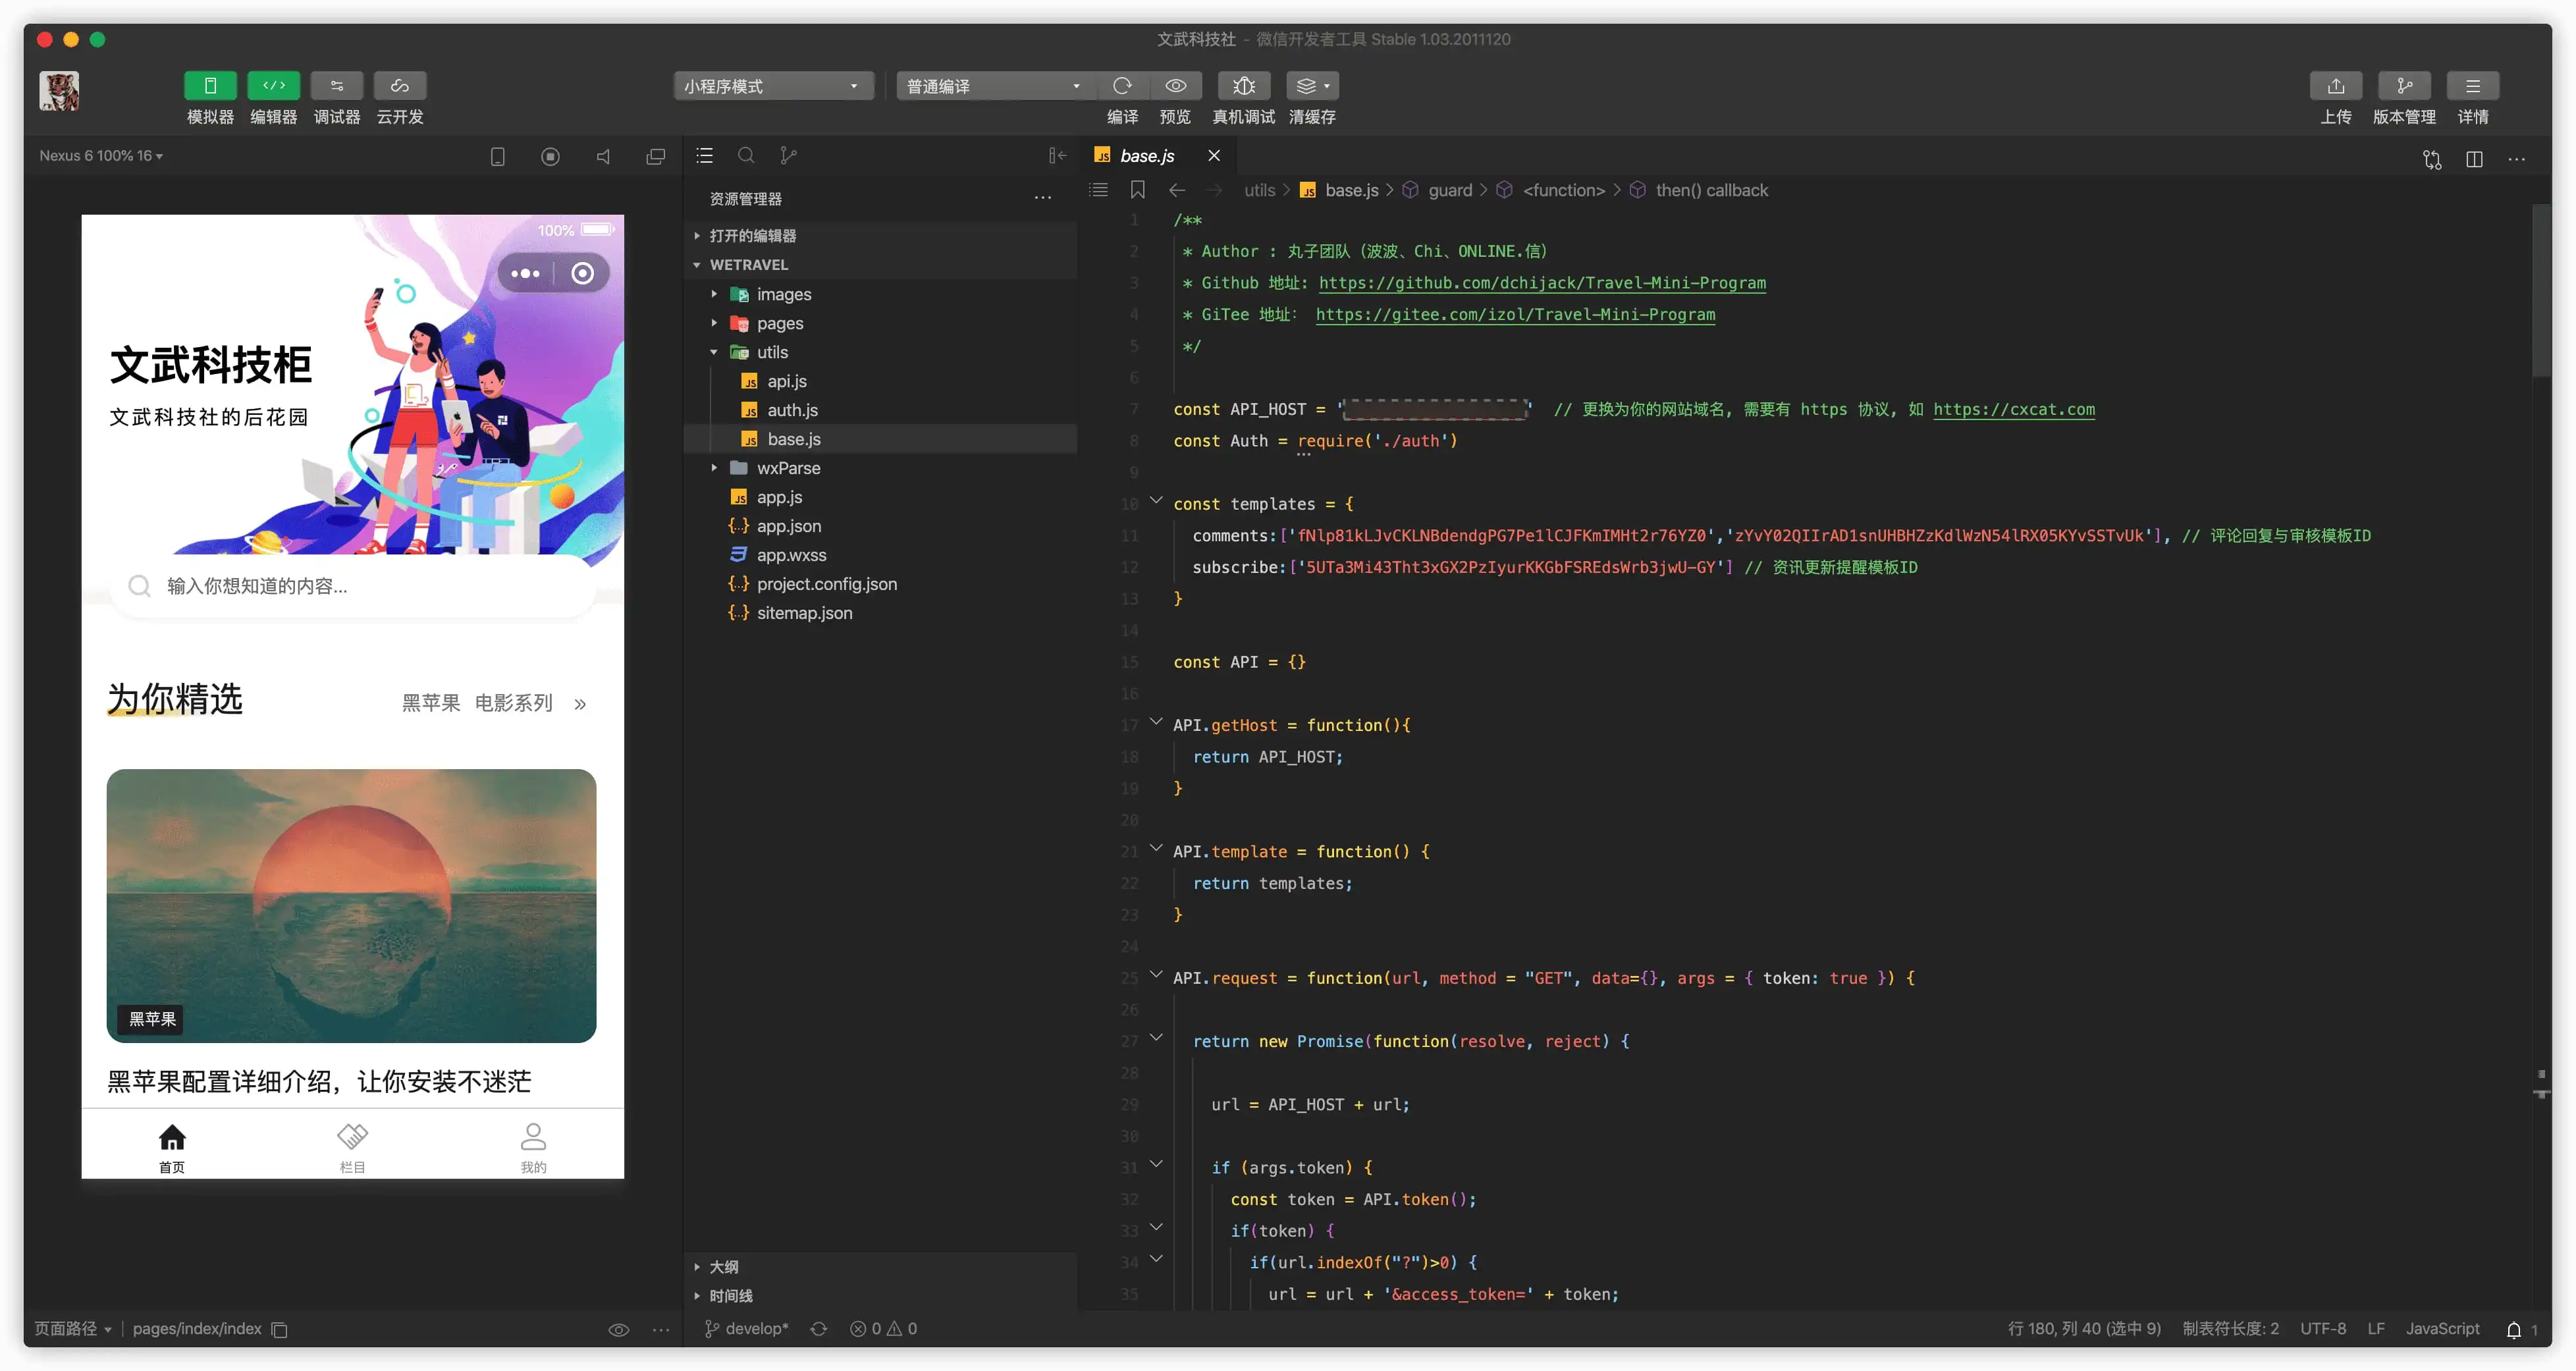 文武科技社 - 微信开发者工具 Stable 1.03.2011120
模拟器 编辑器 调试器 云开发
小程序模式 普通编译
编译 预览 真机调试 清缓存
上传 版本管理 详情
Nexus 6 100% 16
100%
文武科技柜
文武科技社的后花园
输入你想知道的内容...
为你精选 黑苹果 电影系列 »
黑苹果
黑苹果配置详细介绍，让你安装不迷茫
首页 栏目 我的
页面路径 pages/index/index
资源管理器
打开的编辑器
WETRAVEL
images
pages
utils
JS api.js
JS auth.js
JS base.js
wxParse
JS app.js
{..} app.json
app.wxss
{..} project.config.json
{..} sitemap.json
大纲
时间线
develop* 0 0
JS base.js
utils > JS base.js > guard > <function> > then() callback
1 /**
2 * Author : 丸子团队（波波、Chi、ONLINE.信）
3 * Github 地址: https://github.com/dchijack/Travel-Mini-Program
4 * GiTee 地址： https://gitee.com/izol/Travel-Mini-Program
5 */
6
7 const API_HOST = '' // 更换为你的网站域名, 需要有 https 协议, 如 https://cxcat.com
8 const Auth = require('./auth')
9
10 const templates = {
11 comments:['fNlp81kLJvCKLNBdendgPG7Pe1lCJFKmIMHt2r76YZ0','zYvY02QIIrAD1snUHBHZzKdlWzN54lRX05KYvSSTvUk'], // 评论回复与审核模板ID
12 subscribe:['5UTa3Mi43Tht3xGX2PzIyurKKGbFSREdsWrb3jwU-GY'] // 资讯更新提醒模板ID
13 }
14
15 const API = {}
16
17 API.getHost = function(){
18 return API_HOST;
19 }
20
21 API.template = function() {
22 return templates;
23 }
24
25 API.request = function(url, method = "GET", data={}, args = { token: true }) {
26
27 return new Promise(function(resolve, reject) {
28
29 url = API_HOST + url;
30
31 if (args.token) {
32 const token = API.token();
33 if(token) {
34 if(url.indexOf("?")>0) {
35 url = url + '&access_token=' + token;
行 180, 列 40 (选中 9) 制表符长度: 2 UTF-8 LF JavaScript 1